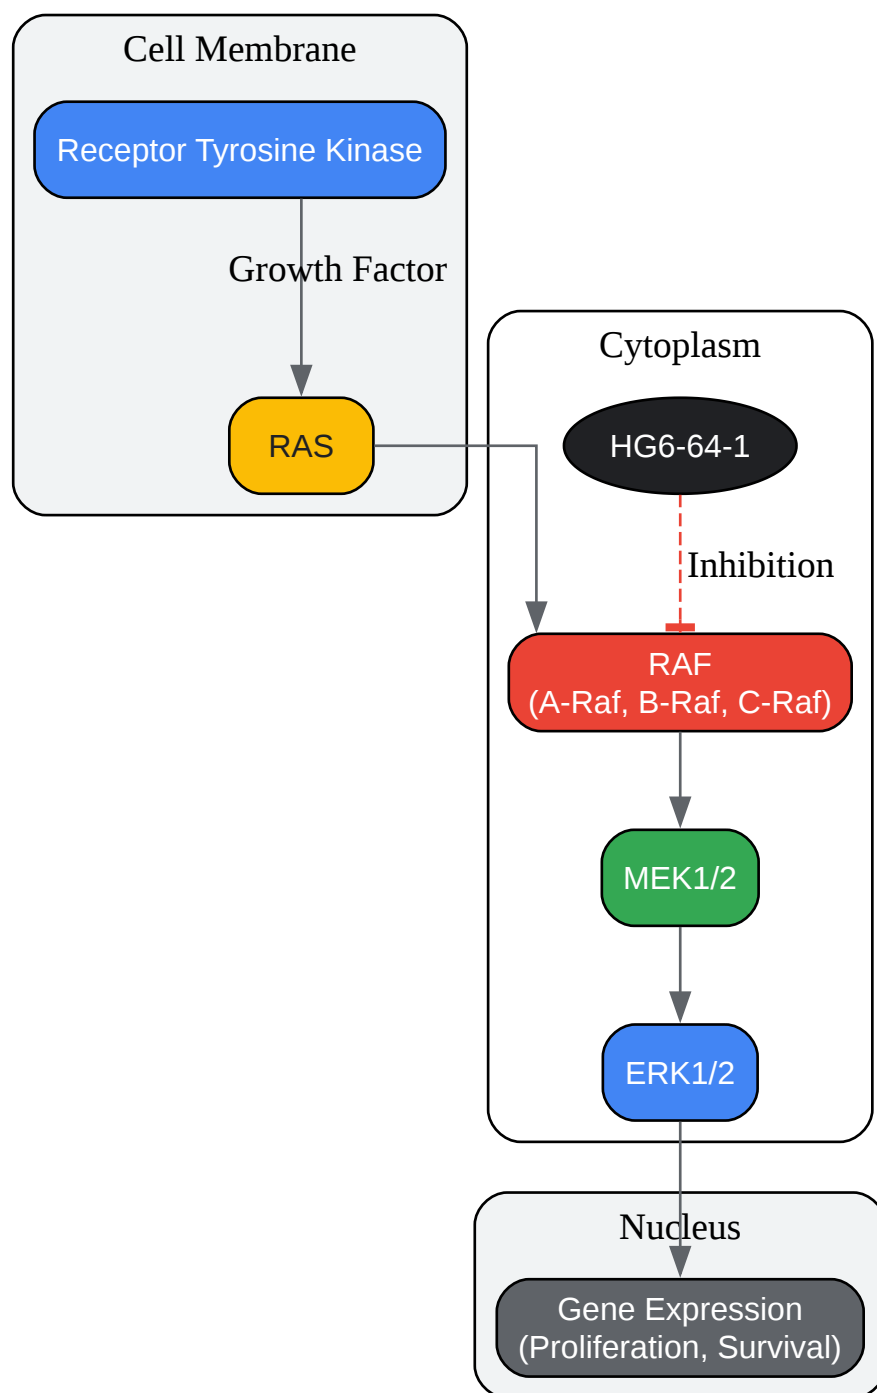 Cell Membrane
Receptor Tyrosine Kinase
Growth Factor
RAS
Cytoplasm
HG6-64-1
Inhibition
RAF
(A-Raf, B-Raf, C-Raf)
MEK1/2
ERK1/2
Nucleus
Gene Expression
(Proliferation, Survival)